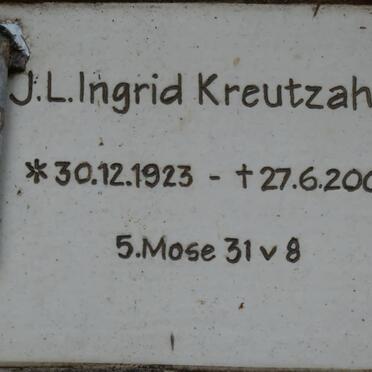 J.L.Ingrid Kreutzah
* 30.12.1923 - † 27.6.200
5.Mose 31 v 8